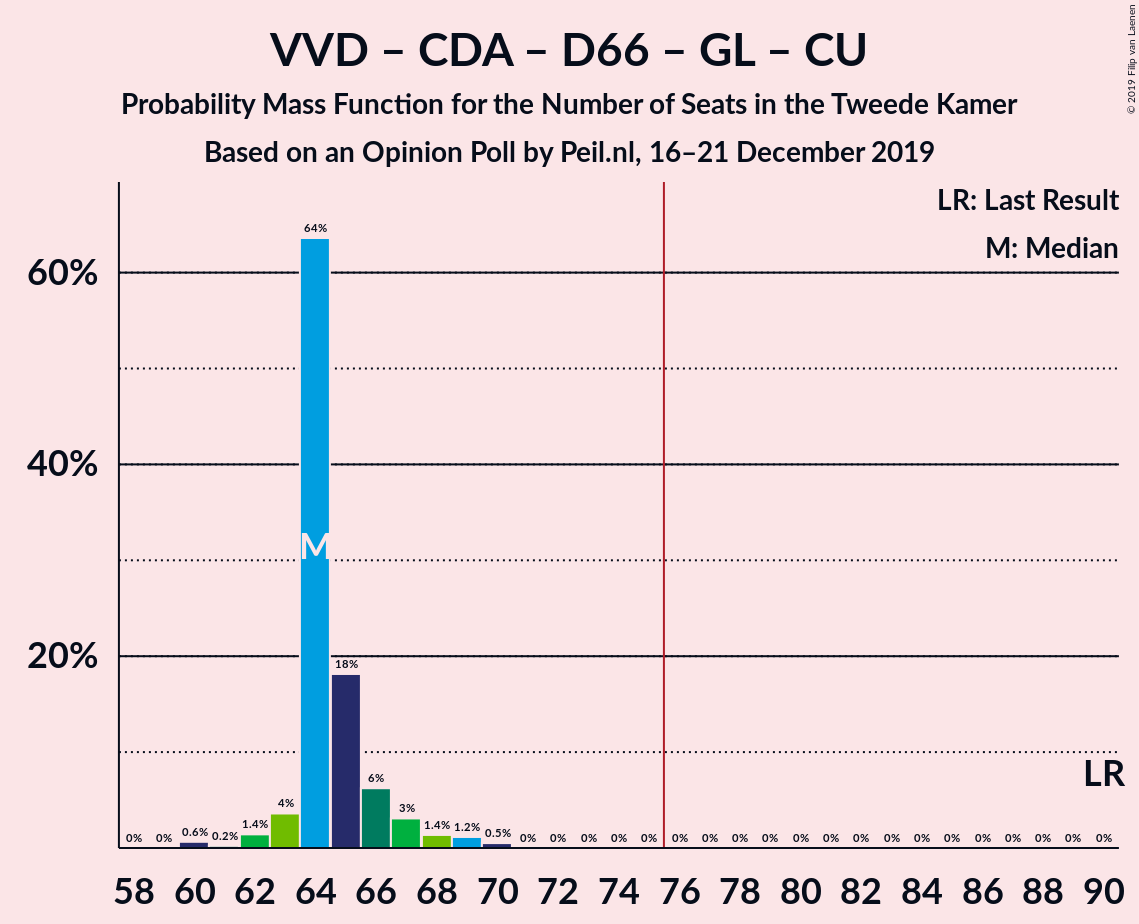 VVD – CDA – D66 – GL – CU
Probability Mass Function for the Number of Seats in the Tweede Kamer
Based on an Opinion Poll by Peil.nl, 16–21 December 2019
© 2019 Filip van Laenen
LR: Last Result
M: Median
60%
40%
20%
0% 0% 0.6% 0.2% 1.4% 4% 64% 18% 6% 3% 1.4% 1.2% 0.5% 0% 0% 0% 0% 0% 0% 0% 0% 0% 0% 0% 0% 0% 0% 0% 0% 0% 0% 0% 0%
M
LR
58 60 62 64 66 68 70 72 74 76 78 80 82 84 86 88 90